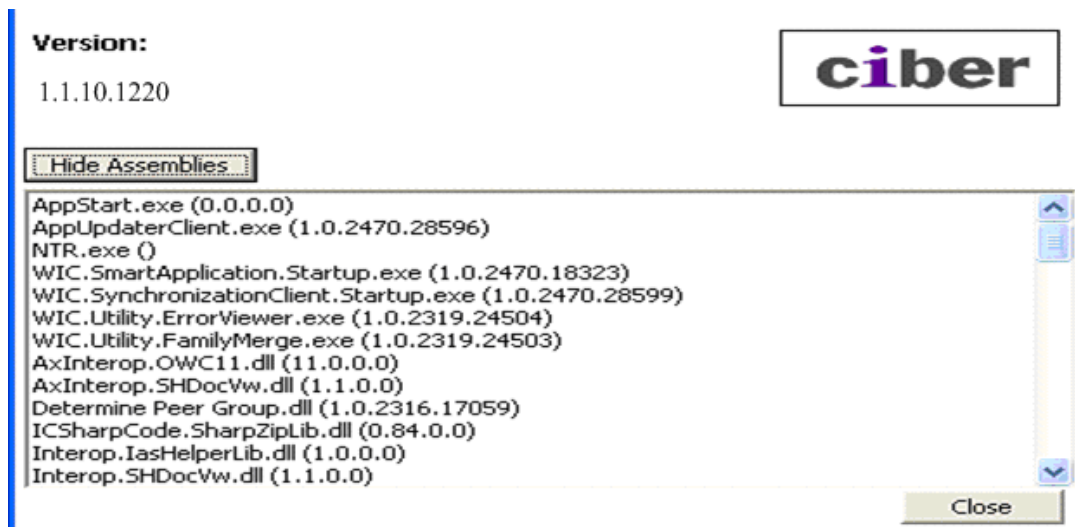 Version:
ciber
1.1.10.1220
Hide Assemblies
AppStart.exe (0.0.0.0)
AppUpdaterClient.exe (1.0.2470.28596)
NTR.exe ()
WIC.SmartApplication.Startup.exe (1.0.2470.18323)
WIC.SynchronizationClient.Startup.exe (1.0.2470.28599)
WIC.Utility.ErrorViewer.exe (1.0.2319.24504)
WIC.Utility.FamilyMerge.exe (1.0.2319.24503)
AxInterop.OWC11.dll (11.0.0.0)
AxInterop.SHDocVw.dll (1.1.0.0)
Determine Peer Group.dll (1.0.2316.17059)
ICSharpCode.SharpZipLib.dll (0.84.0.0)
Interop.IasHelperLib.dll (1.0.0.0)
Interop.SHDocVw.dll (1.1.0.0)
Close